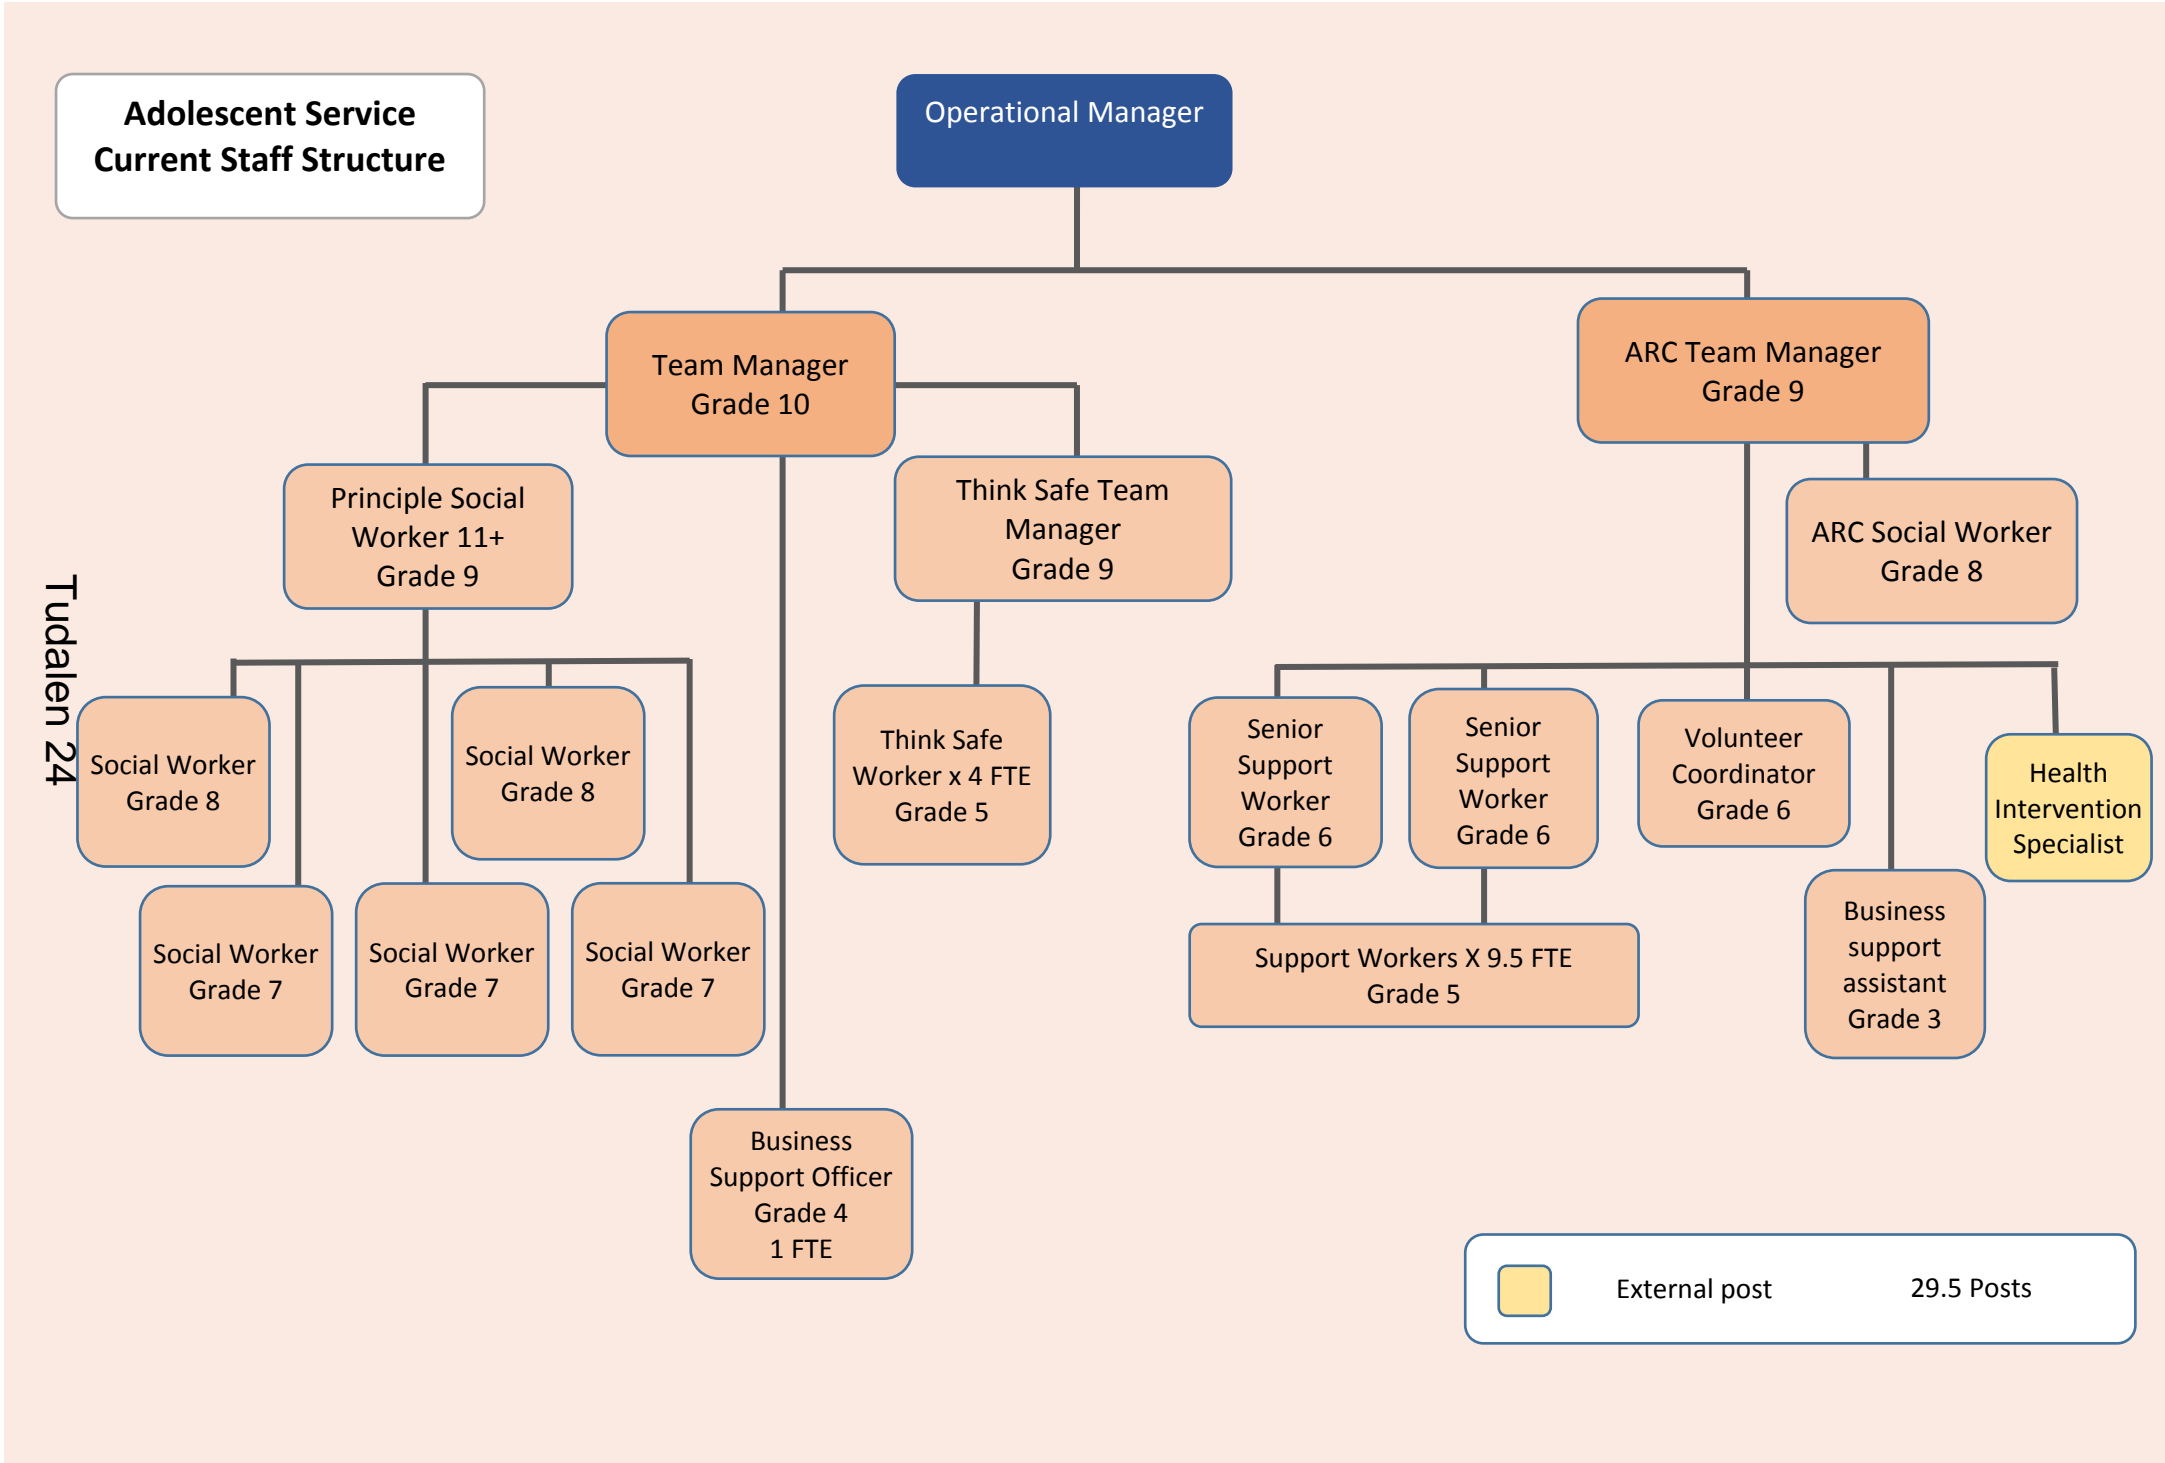 Adolescent Service
Current Staff Structure
Operational Manager
Team Manager
Grade 10
ARC Team Manager
Grade 9
Principle Social
Worker 11+
Grade 9
Think Safe Team
Manager
Grade 9
ARC Social Worker
Grade 8
Tudalen 24
Social Worker
Grade 8
Social Worker
Grade 8
Think Safe
Worker x 4 FTE
Grade 5
Senior
Support
Worker
Grade 6
Senior
Support
Worker
Grade 6
Volunteer
Coordinator
Grade 6
Health
Intervention
Specialist
Social Worker
Grade 7
Social Worker
Grade 7
Social Worker
Grade 7
Support Workers X 9.5 FTE
Grade 5
Business
support
assistant
Grade 3
Business
Support Officer
Grade 4
1 FTE
External post
29.5 Posts